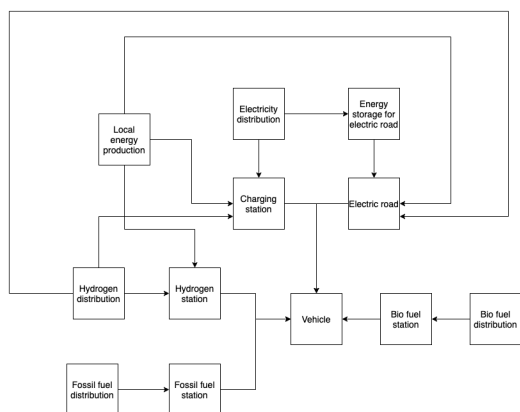 Electricity
distribution
Energy
storage for
electric road
Local
energy
production
Charging
station
Electric road
Hydrogen
distribution
Hydrogen
station
Vehicle
Bio fuel
station
Bio fuel
distribution
Fossil fuel
distribution
Fossil fuel
station